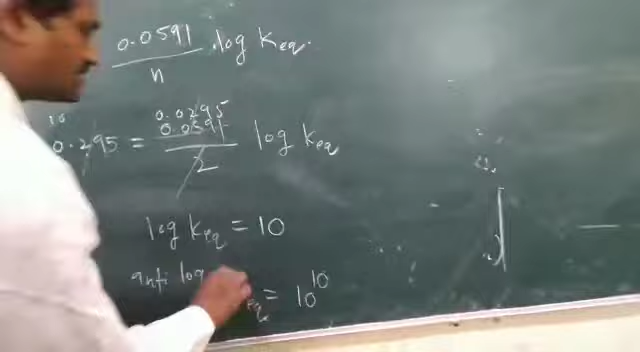 0.0591/n . log Keq.
10 0.0295
0.295 = 0.0591/2 log Keq
log Keq = 10
anti log eq = 10^10